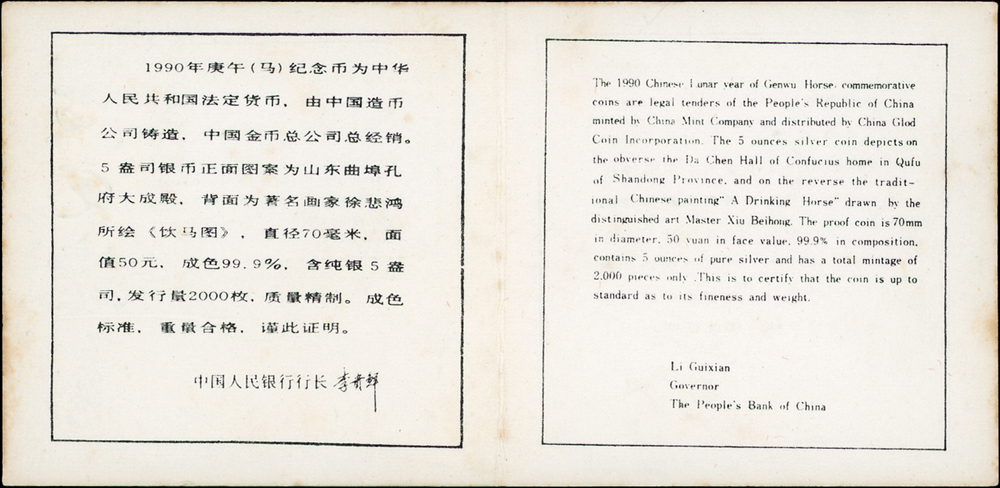 1990年庚午(马)纪念币为中华
人民共和国法定货币，由中国造币
公司铸造，中国金币总公司总经销。
5盎司银币正面图案为山东曲埠孔
府大成殿，背面为著名画家徐悲鸿
所绘《饮马图》，直径70毫米，面
值50元，成色99.9%，含纯银5盎
司，发行量2000枚，质量精制。成色
标准，重量合格，谨此证明。
中国人民银行行长 李贵鲜
The 1990 Chinese Lunar year of Genwu Horse, commemorative
coins are legal tenders of the People's Republic of China
minted by China Mint Company and distributed by China Glod
Coin Incorporation. The 5 ounces silver coin depicts on
the obverse the Da Chen Hall of Confucius home in Qufu
of Shandong Province, and on the reverse the tradit-
ional Chinese painting" A Drinking Horse" drawn by the
distinguished art Master Xiu Beihong. The proof coin is 70mm
in diameter, 50 yuan in face value, 99.9% in composition,
contains 5 ounces of pure silver and has a total mintage of
2,000 pieces only. This is to certify that the coin is up to
standard as to its fineness and weight.
Li Guixian
Governor
The People's Bank of China